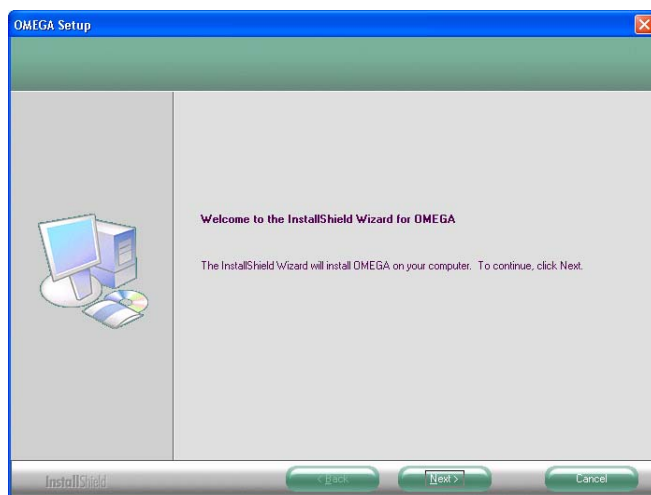 OMEGA Setup
Welcome to the InstallShield Wizard for OMEGA
The InstallShield Wizard will install OMEGA on your computer. To continue, click Next.
InstallShield
< Back
Next >
Cancel